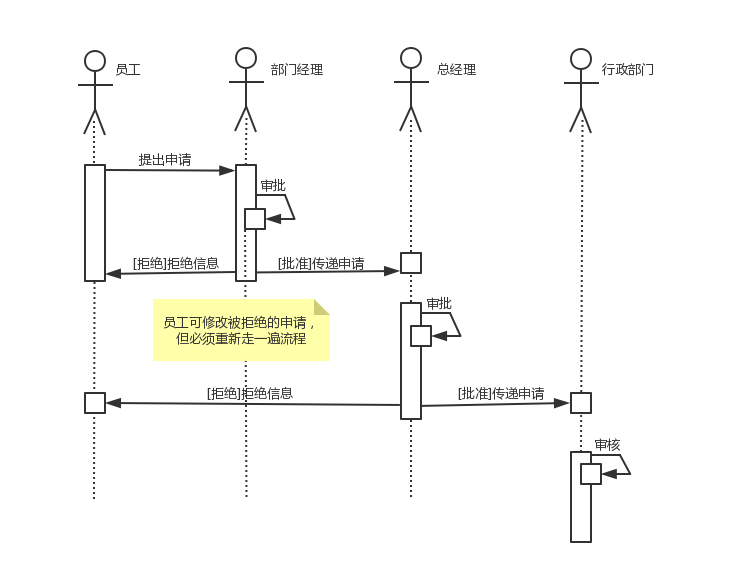 员工
部门经理
总经理
行政部门
提出申请
审批
[拒绝]拒绝信息
[批准]传递申请
审批
员工可修改被拒绝的申请，
但必须重新走一遍流程
[拒绝]拒绝信息
[批准]传递申请
审核